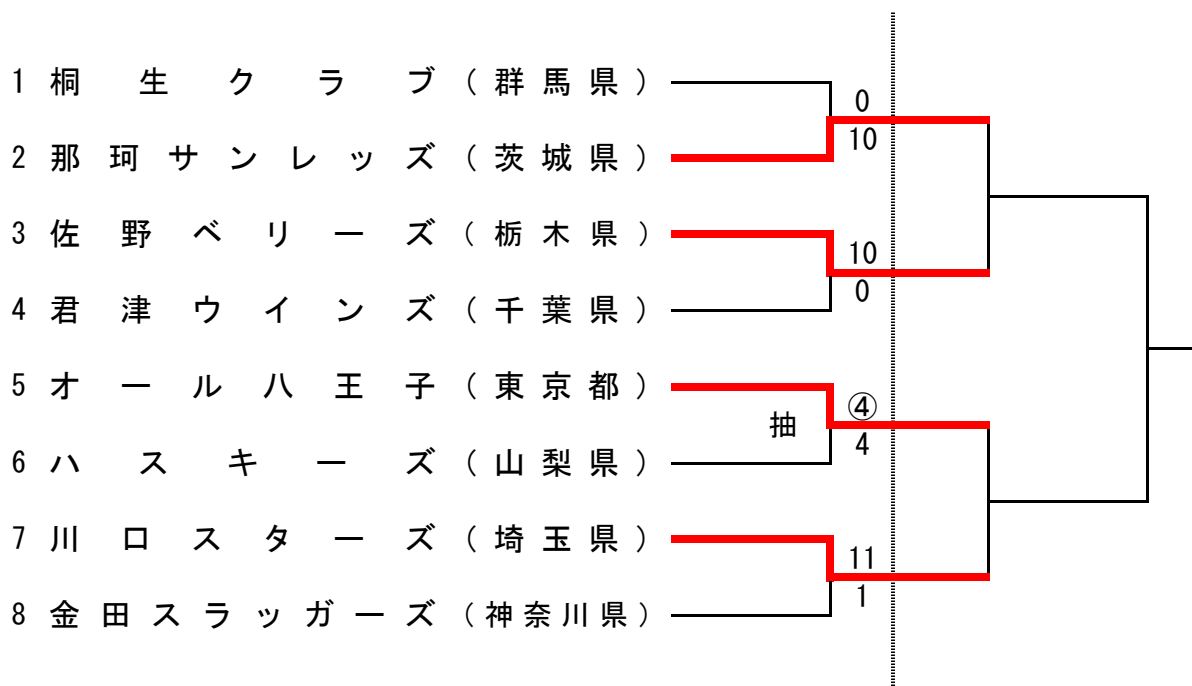 1 桐生クラブ（群馬県）
0
10
2 那珂サンレッズ（茨城県）
3 佐野ベリーズ（栃木県）
10
0
4 君津ウインズ（千葉県）
5 オール八王子（東京都）
抽
④
4
6 ハスキーズ（山梨県）
7 川口スターズ（埼玉県）
11
1
8 金田スラッガーズ（神奈川県）